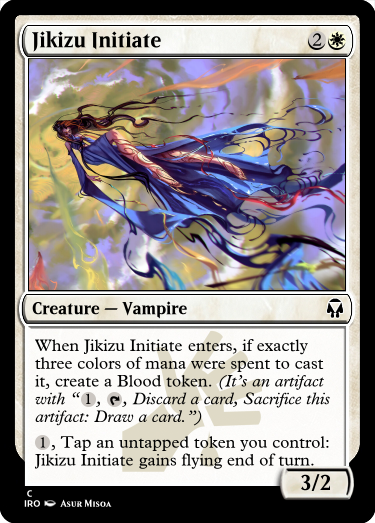 Jikizu Initiate 2
Creature — Vampire
When Jikizu Initiate enters, if exactly
three colors of mana were spent to cast
it, create a Blood token. (It's an artifact
with “1, , Discard a card, Sacrifice this
artifact: Draw a card.”)
1, Tap an untapped token you control:
Jikizu Initiate gains flying end of turn.
3/2
C
IRO Asur Misoa